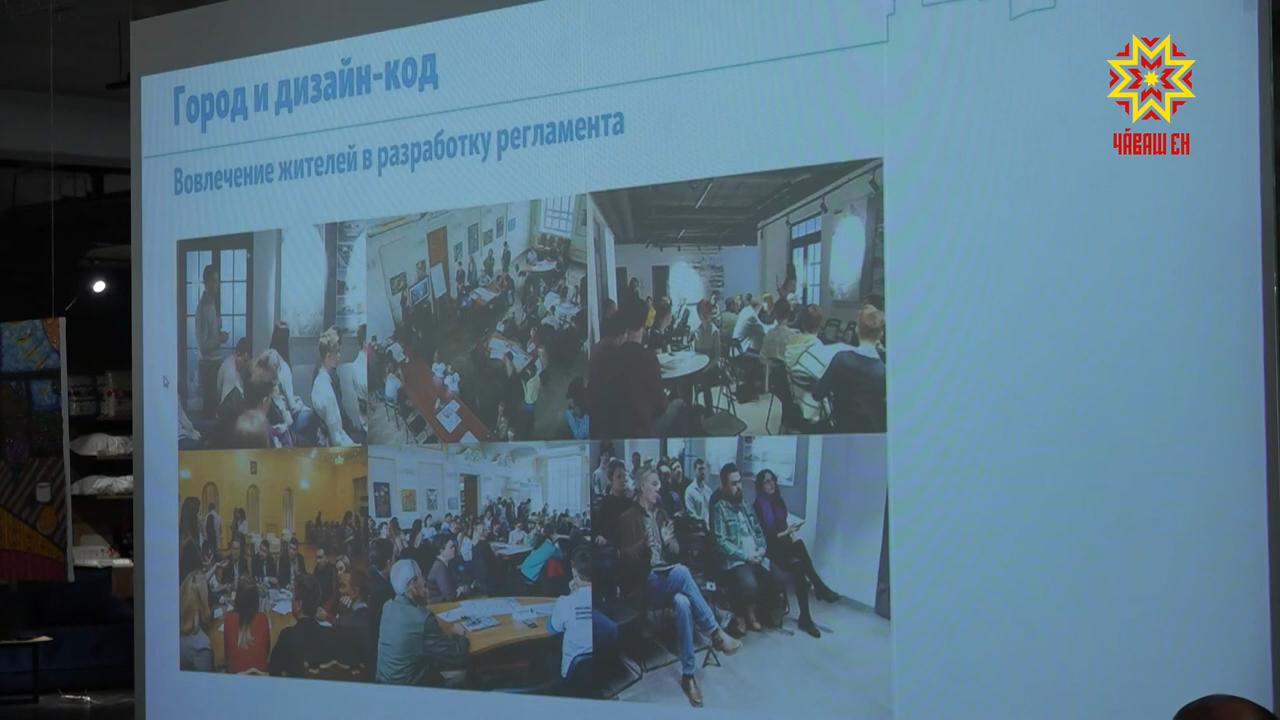 Город и дизайн-код
Вовлечение жителей в разработку регламента
ЧĂВАШ ЕН